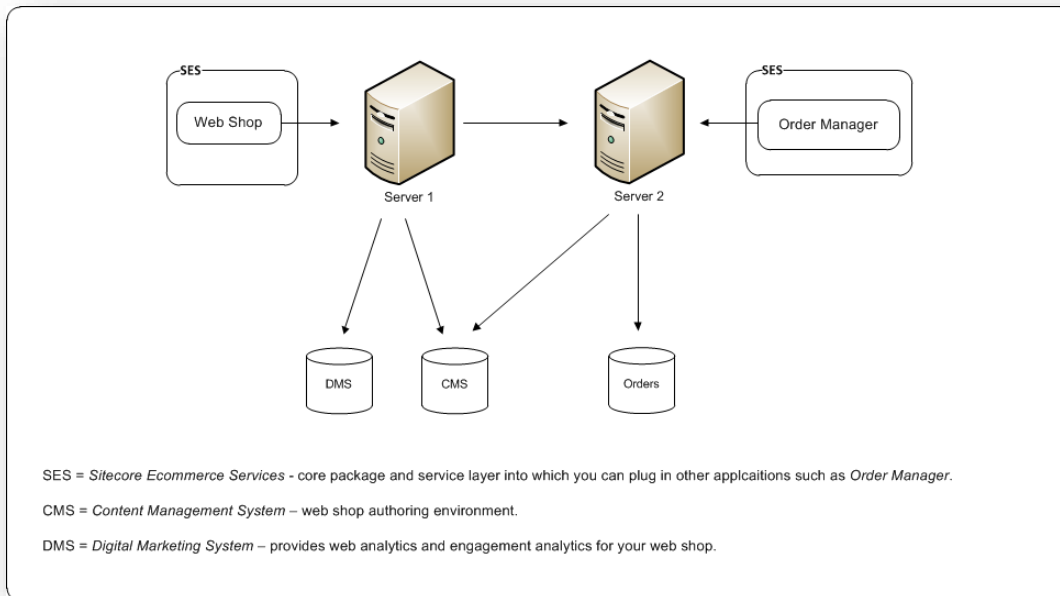 SES
SES
Web Shop
Order Manager
Server 1
Server 2
DMS
CMS
Orders
SES = Sitecore Ecommerce Services - core package and service layer into which you can plug in other applcaitions such as Order Manager.
CMS = Content Management System – web shop authoring environment.
DMS = Digital Marketing System – provides web analytics and engagement analytics for your web shop.